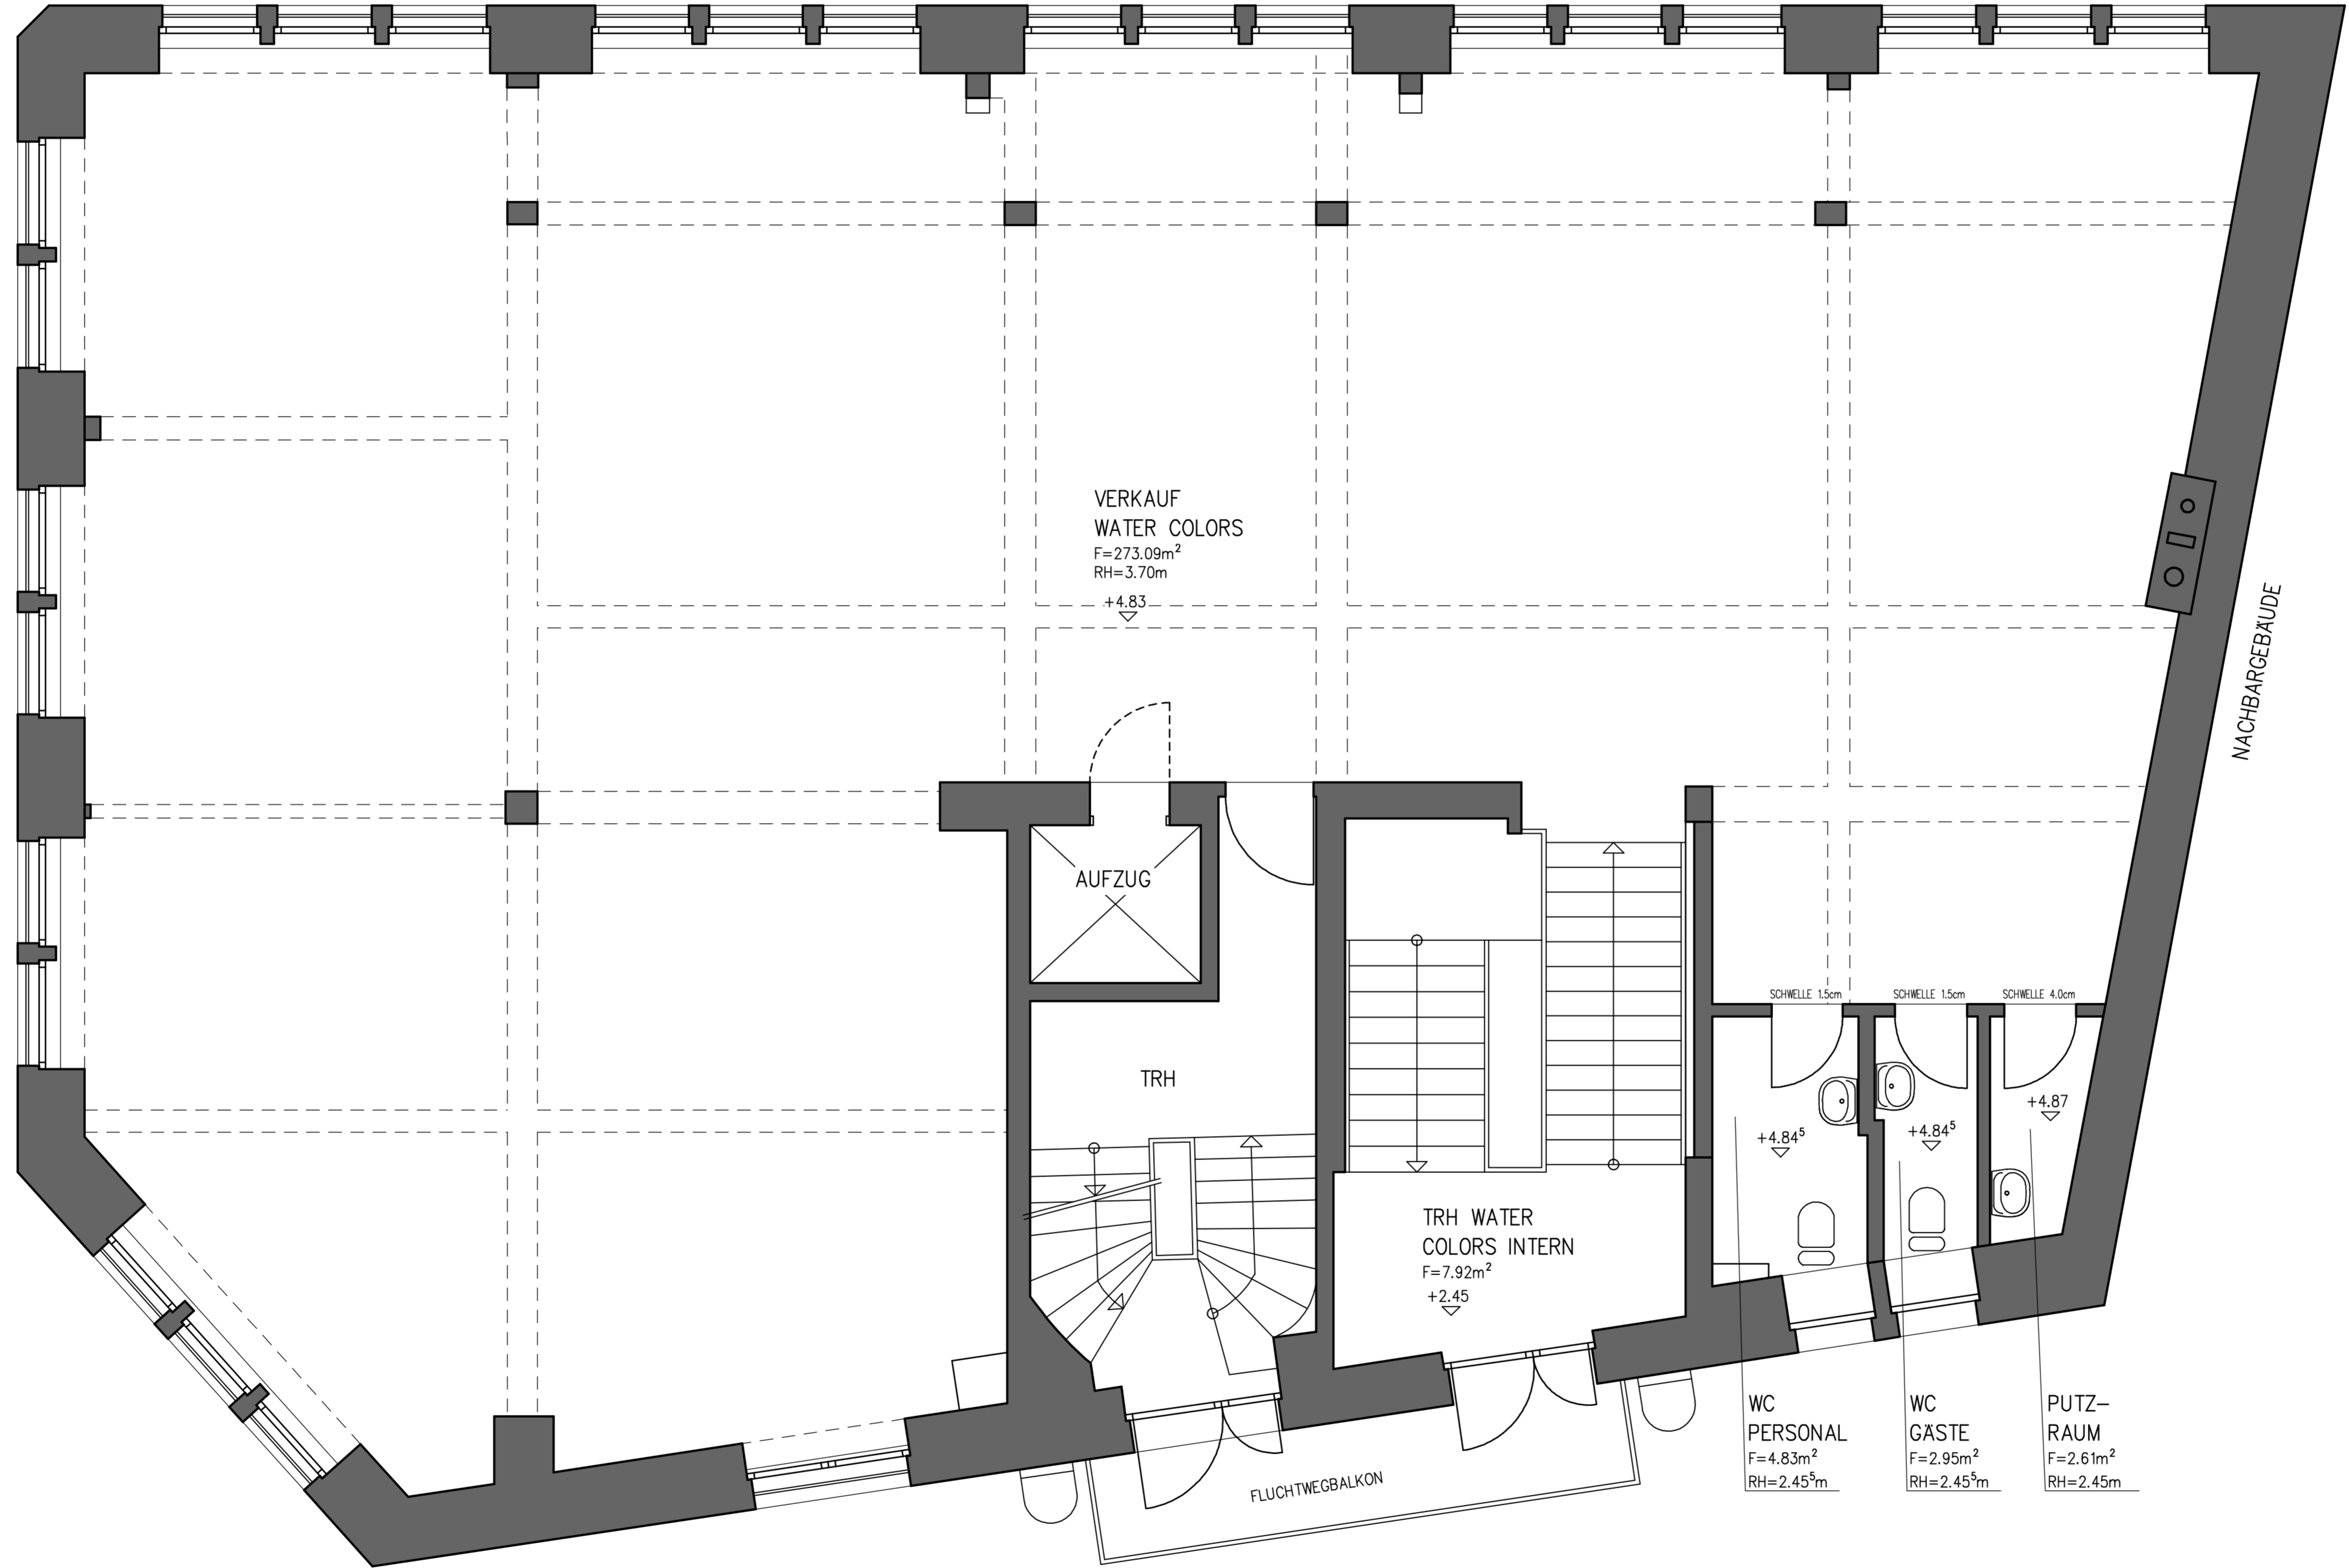 VERKAUF
WATER COLORS
F=273.09m²
RH=3.70m
+4.83
NACHBARGEBÄUDE
AUFZUG
SCHWELLE 1.5cm
SCHWELLE 1.5cm
SCHWELLE 4.0cm
TRH
+4.84⁵
+4.84⁵
+4.87
TRH WATER
COLORS INTERN
F=7.92m²
+2.45
WC
PERSONAL
F=4.83m²
RH=2.45⁵m
WC
GÄSTE
F=2.95m²
RH=2.45⁵m
PUTZ–
RAUM
F=2.61m²
RH=2.45m
FLUCHTWEGBALKON